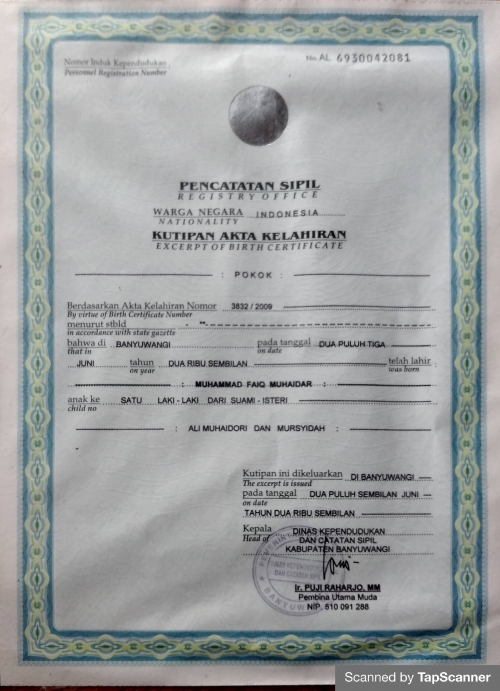 Nomor Induk Kependudukan
Personnel Registration Number
No. AL 6930042081
PENCATATAN SIPIL
REGISTRY OFFICE
WARGA NEGARA INDONESIA
NATIONALITY
KUTIPAN AKTA KELAHIRAN
EXCERPT OF BIRTH CERTIFICATE
: POKOK :
Berdasarkan Akta Kelahiran Nomor 3832 / 2009
By virtue of Birth Certificate Number
menurut stbld - "-
in accordance with state gazette
bahwa di BANYUWANGI pada tanggal DUA PULUH TIGA
that in on date
JUNI tahun DUA RIBU SEMBILAN telah lahir
on year was born
: MUHAMMAD FAIQ MUHAIDAR :
anak ke SATU LAKI - LAKI DARI SUAMI - ISTERI
child no
: ALI MUHAIDORI DAN MURSYIDAH :
Kutipan ini dikeluarkan DI BANYUWANGI
The excerpt is issued
pada tanggal DUA PULUH SEMBILAN JUNI
on date
TAHUN DUA RIBU SEMBILAN
Kepala DINAS KEPENDUDUKAN
Head of DAN CATATAN SIPIL
KABUPATEN BANYUWANGI
Ir. PUJI RAHARJO, MM
Pembina Utama Muda
NIP. 510 091 288
Scanned by TapScanner